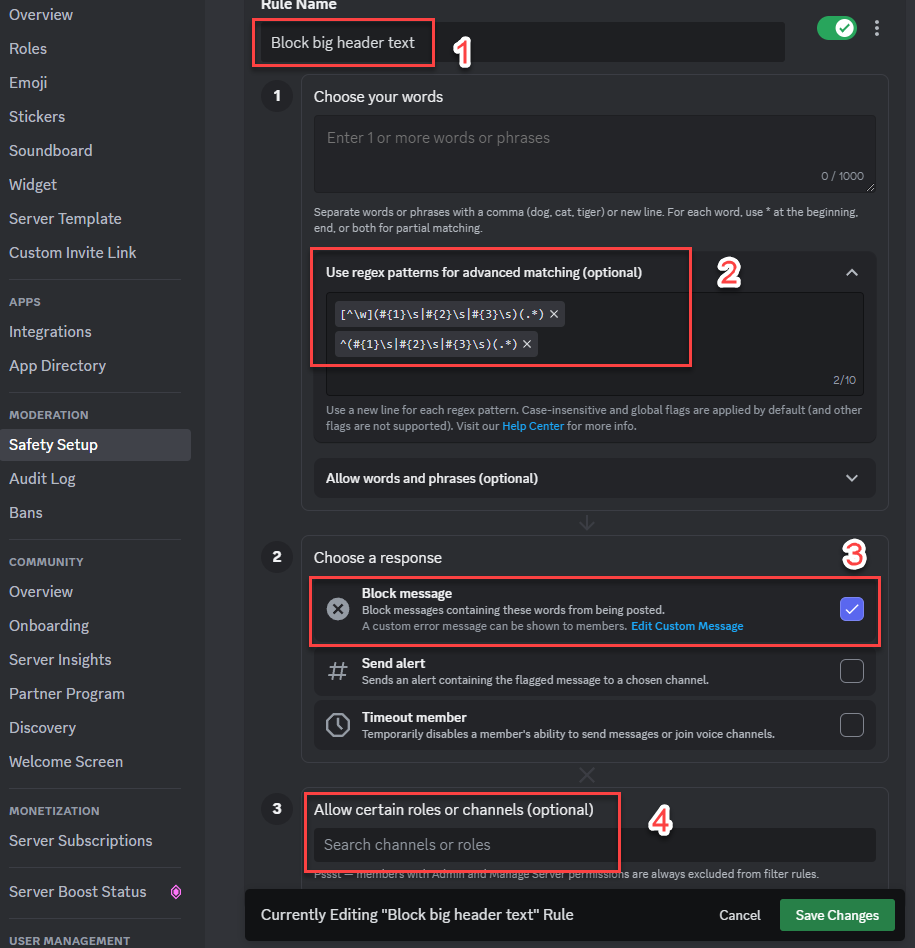 Overview
Roles
Emoji
Stickers
Soundboard
Widget
Server Template
Custom Invite Link
APPS
Integrations
App Directory
MODERATION
Safety Setup
Audit Log
Bans
COMMUNITY
Overview
Onboarding
Server Insights
Partner Program
Discovery
Welcome Screen
MONETIZATION
Server Subscriptions
Server Boost Status
USER MANAGEMENT
Rule Name
Block big header text
1
1
Choose your words
Enter 1 or more words or phrases
0 / 1000
Separate words or phrases with a comma (dog, cat, tiger) or new line. For each word, use * at the beginning,
end, or both for partial matching.
Use regex patterns for advanced matching (optional)
2
[^\w](#{1}\s|#{2}\s|#{3}\s)(.*)
^(#{1}\s|#{2}\s|#{3}\s)(.*)
2/10
Use a new line for each regex pattern. Case-insensitive and global flags are applied by default (and other
flags are not supported). Visit our Help Center for more info.
Allow words and phrases (optional)
2
Choose a response
3
Block message
Block messages containing these words from being posted.
A custom error message can be shown to members. Edit Custom Message
Send alert
Sends an alert containing the flagged message to a chosen channel.
Timeout member
Temporarily disables a member's ability to send messages or join voice channels.
3
Allow certain roles or channels (optional)
4
Search channels or roles
Pssst — members with Admin and Manage Server permissions are always excluded from filter rules.
Currently Editing "Block big header text" Rule
Cancel
Save Changes